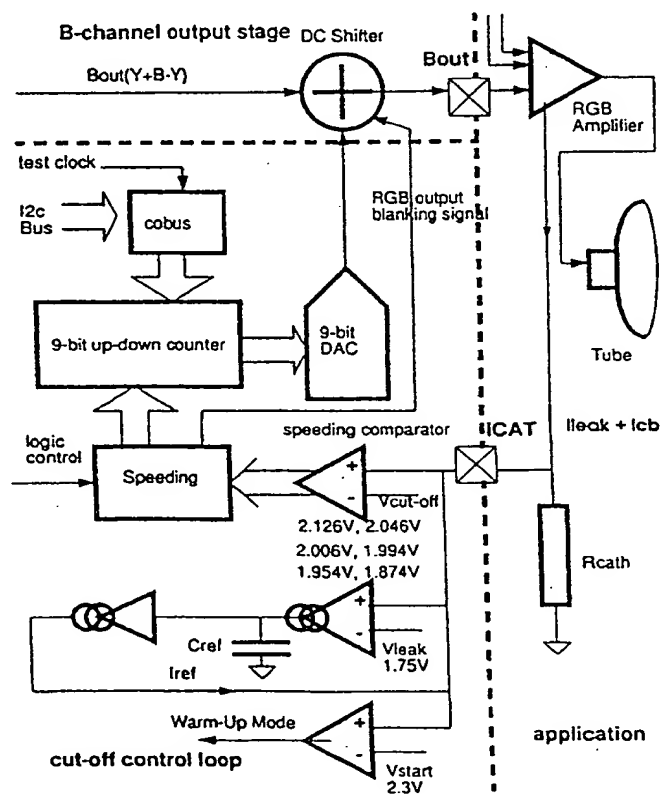 B-channel output stage
DC Shifter
Bout(Y+B-Y)
Bout
RGB
Amplifier
test clock
I2c
Bus
cobus
RGB output
blanking signal
9-bit up-down counter
9-bit
DAC
Tube
logic
control
Speeding
speeding comparator
ICAT
Ileak + Icb
+
-
Vcut-off
2.126V, 2.046V
2.006V, 1.994V
1.954V, 1.874V
Rcath
+
-
Cref
Vleak
1.75V
Iref
Warm-Up Mode
+
-
application
cut-off control loop
Vstart
2.3V